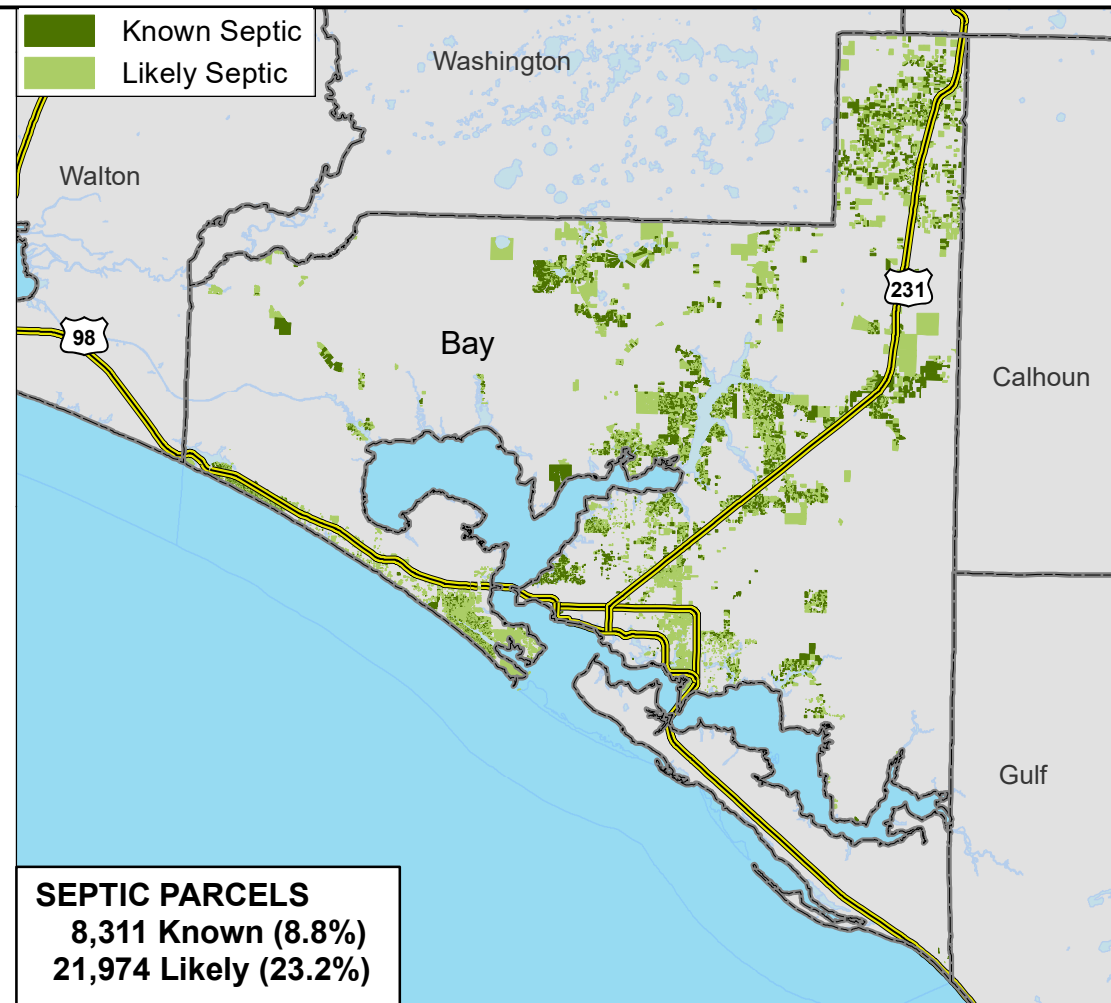 Known Septic
Likely Septic
Washington
Walton
231
98
Bay
Calhoun
Gulf
SEPTIC PARCELS
8,311 Known (8.8%)
21,974 Likely (23.2%)